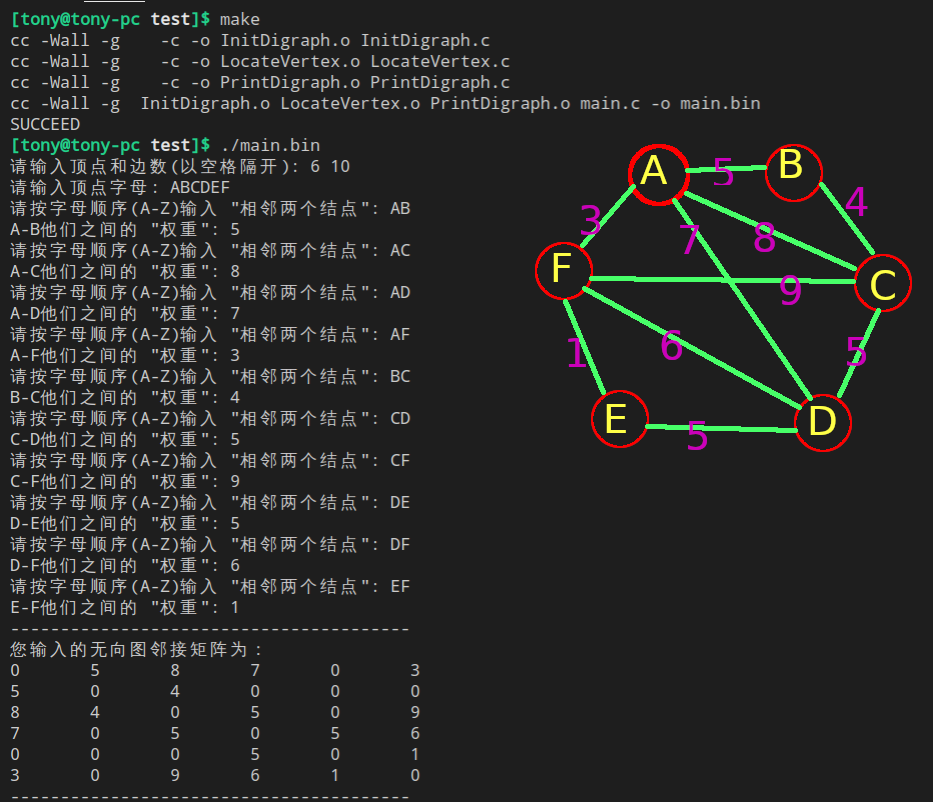 [tony@tony-pc test]$ make
cc -Wall -g    -c -o InitDigraph.o InitDigraph.c
cc -Wall -g    -c -o LocateVertex.o LocateVertex.c
cc -Wall -g    -c -o PrintDigraph.o PrintDigraph.c
cc -Wall -g  InitDigraph.o LocateVertex.o PrintDigraph.o main.c -o main.bin
SUCCEED
[tony@tony-pc test]$ ./main.bin
请输入顶点和边数(以空格隔开): 6 10
请输入顶点字母: ABCDEF
请按字母顺序(A-Z)输入 "相邻两个结点": AB
A-B他们之间的 "权重": 5
请按字母顺序(A-Z)输入 "相邻两个结点": AC
A-C他们之间的 "权重": 8
请按字母顺序(A-Z)输入 "相邻两个结点": AD
A-D他们之间的 "权重": 7
请按字母顺序(A-Z)输入 "相邻两个结点": AF
A-F他们之间的 "权重": 3
请按字母顺序(A-Z)输入 "相邻两个结点": BC
B-C他们之间的 "权重": 4
请按字母顺序(A-Z)输入 "相邻两个结点": CD
C-D他们之间的 "权重": 5
请按字母顺序(A-Z)输入 "相邻两个结点": CF
C-F他们之间的 "权重": 9
请按字母顺序(A-Z)输入 "相邻两个结点": DE
D-E他们之间的 "权重": 5
请按字母顺序(A-Z)输入 "相邻两个结点": DF
D-F他们之间的 "权重": 6
请按字母顺序(A-Z)输入 "相邻两个结点": EF
E-F他们之间的 "权重": 1
----------------------------------------
您输入的无向图邻接矩阵为:
0 5 8 7 0 3
5 0 4 0 0 0
8 4 0 5 0 9
7 0 5 0 5 6
0 0 0 5 0 1
3 0 9 6 1 0
----------------------------------------
A 5 B
3 7 8 4
F 9 C
1 6 5
E 5 D